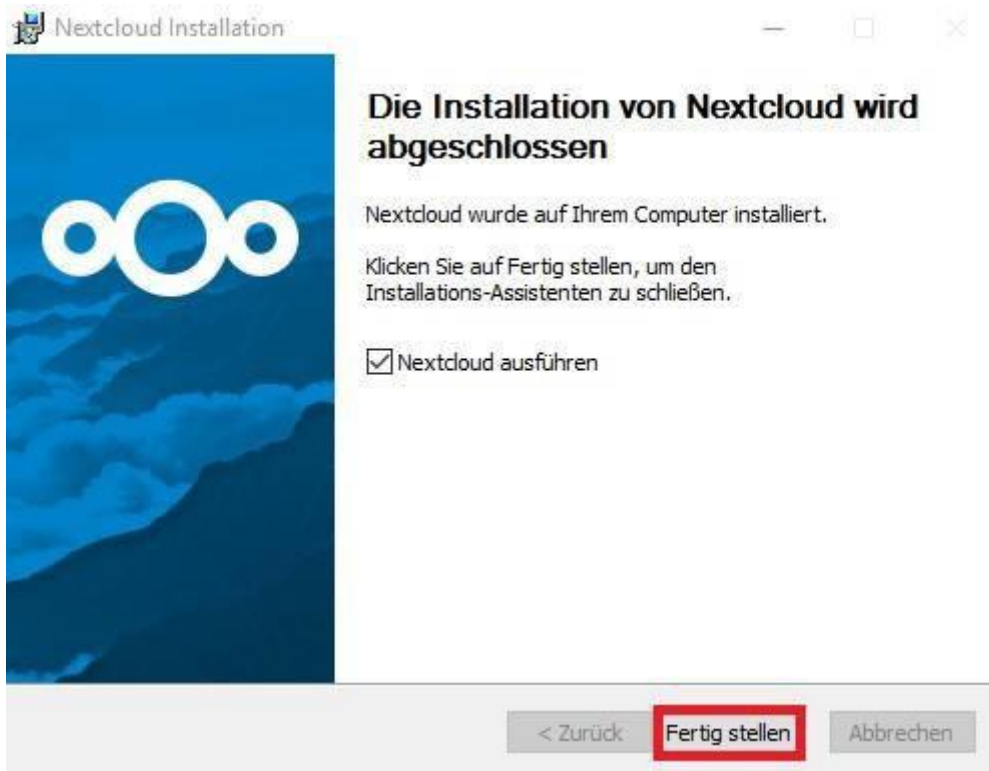 Nextcloud Installation
Die Installation von Nextcloud wird
abgeschlossen
Nextcloud wurde auf Ihrem Computer installiert.
Klicken Sie auf Fertig stellen, um den
Installations-Assistenten zu schließen.
Nextcloud ausführen
< Zurück Fertig stellen Abbrechen